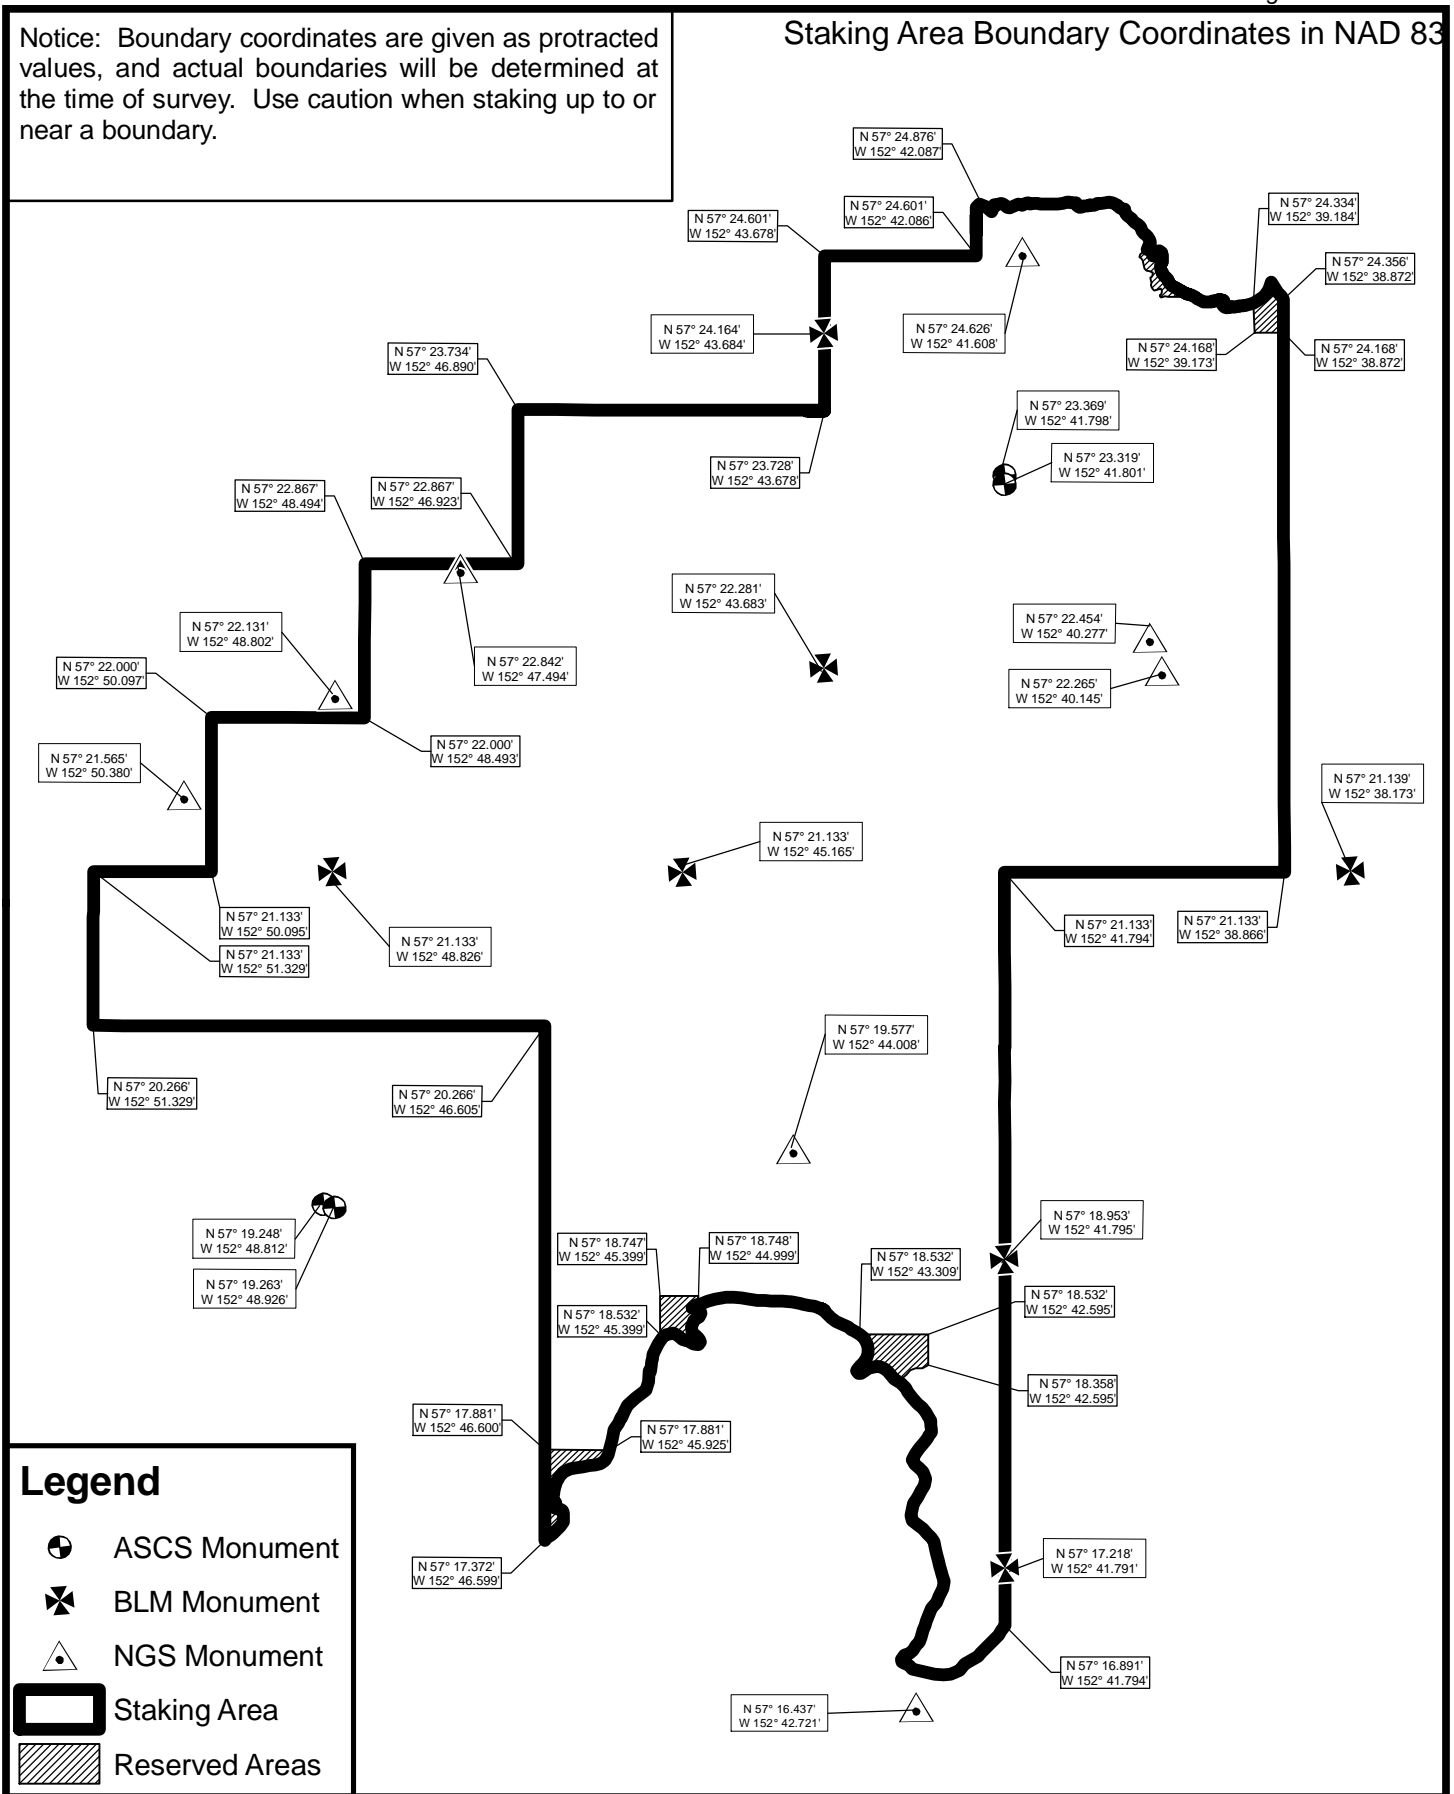 Staking Area Boundary Coordinates in NAD 83
Notice: Boundary coordinates are given as protracted
values, and actual boundaries will be determined at
the time of survey. Use caution when staking up to or
near a boundary.
N 57° 24.876'
W 152° 42.087'
N 57° 24.601'
W 152° 42.086'
N 57° 24.601'
W 152° 43.678'
N 57° 24.334'
W 152° 39.184'
N 57° 24.356'
W 152° 38.872'
N 57° 24.164'
W 152° 43.684'
N 57° 24.626'
W 152° 41.608'
N 57° 24.168'
W 152° 39.173'
N 57° 24.168'
W 152° 38.872'
N 57° 23.734'
W 152° 46.890'
N 57° 23.369'
W 152° 41.798'
N 57° 23.319'
W 152° 41.801'
N 57° 23.728'
W 152° 43.678'
N 57° 22.867'
W 152° 48.494'
N 57° 22.867'
W 152° 46.923'
N 57° 22.281'
W 152° 43.683'
N 57° 22.454'
W 152° 40.277'
N 57° 22.131'
W 152° 48.802'
N 57° 22.842'
W 152° 47.494'
N 57° 22.000'
W 152° 50.097'
N 57° 22.265'
W 152° 40.145'
N 57° 22.000'
W 152° 48.493'
N 57° 21.565'
W 152° 50.380'
N 57° 21.139'
W 152° 38.173'
N 57° 21.133'
W 152° 45.165'
N 57° 21.133'
W 152° 50.095'
N 57° 21.133'
W 152° 51.329'
N 57° 21.133'
W 152° 48.826'
N 57° 21.133'
W 152° 41.794'
N 57° 21.133'
W 152° 38.866'
N 57° 19.577'
W 152° 44.008'
N 57° 20.266'
W 152° 51.329'
N 57° 20.266'
W 152° 46.605'
N 57° 18.953'
W 152° 41.795'
N 57° 19.248'
W 152° 48.812'
N 57° 19.263'
W 152° 48.926'
N 57° 18.747'
W 152° 45.399'
N 57° 18.748'
W 152° 44.999'
N 57° 18.532'
W 152° 43.309'
N 57° 18.532'
W 152° 42.595'
N 57° 18.532'
W 152° 45.399'
N 57° 18.358'
W 152° 42.595'
N 57° 17.881'
W 152° 46.600'
N 57° 17.881'
W 152° 45.925'
N 57° 17.372'
W 152° 46.599'
N 57° 17.218'
W 152° 41.791'
N 57° 16.891'
W 152° 41.794'
N 57° 16.437'
W 152° 42.721'
Legend
ASCS Monument
BLM Monument
NGS Monument
Staking Area
Reserved Areas